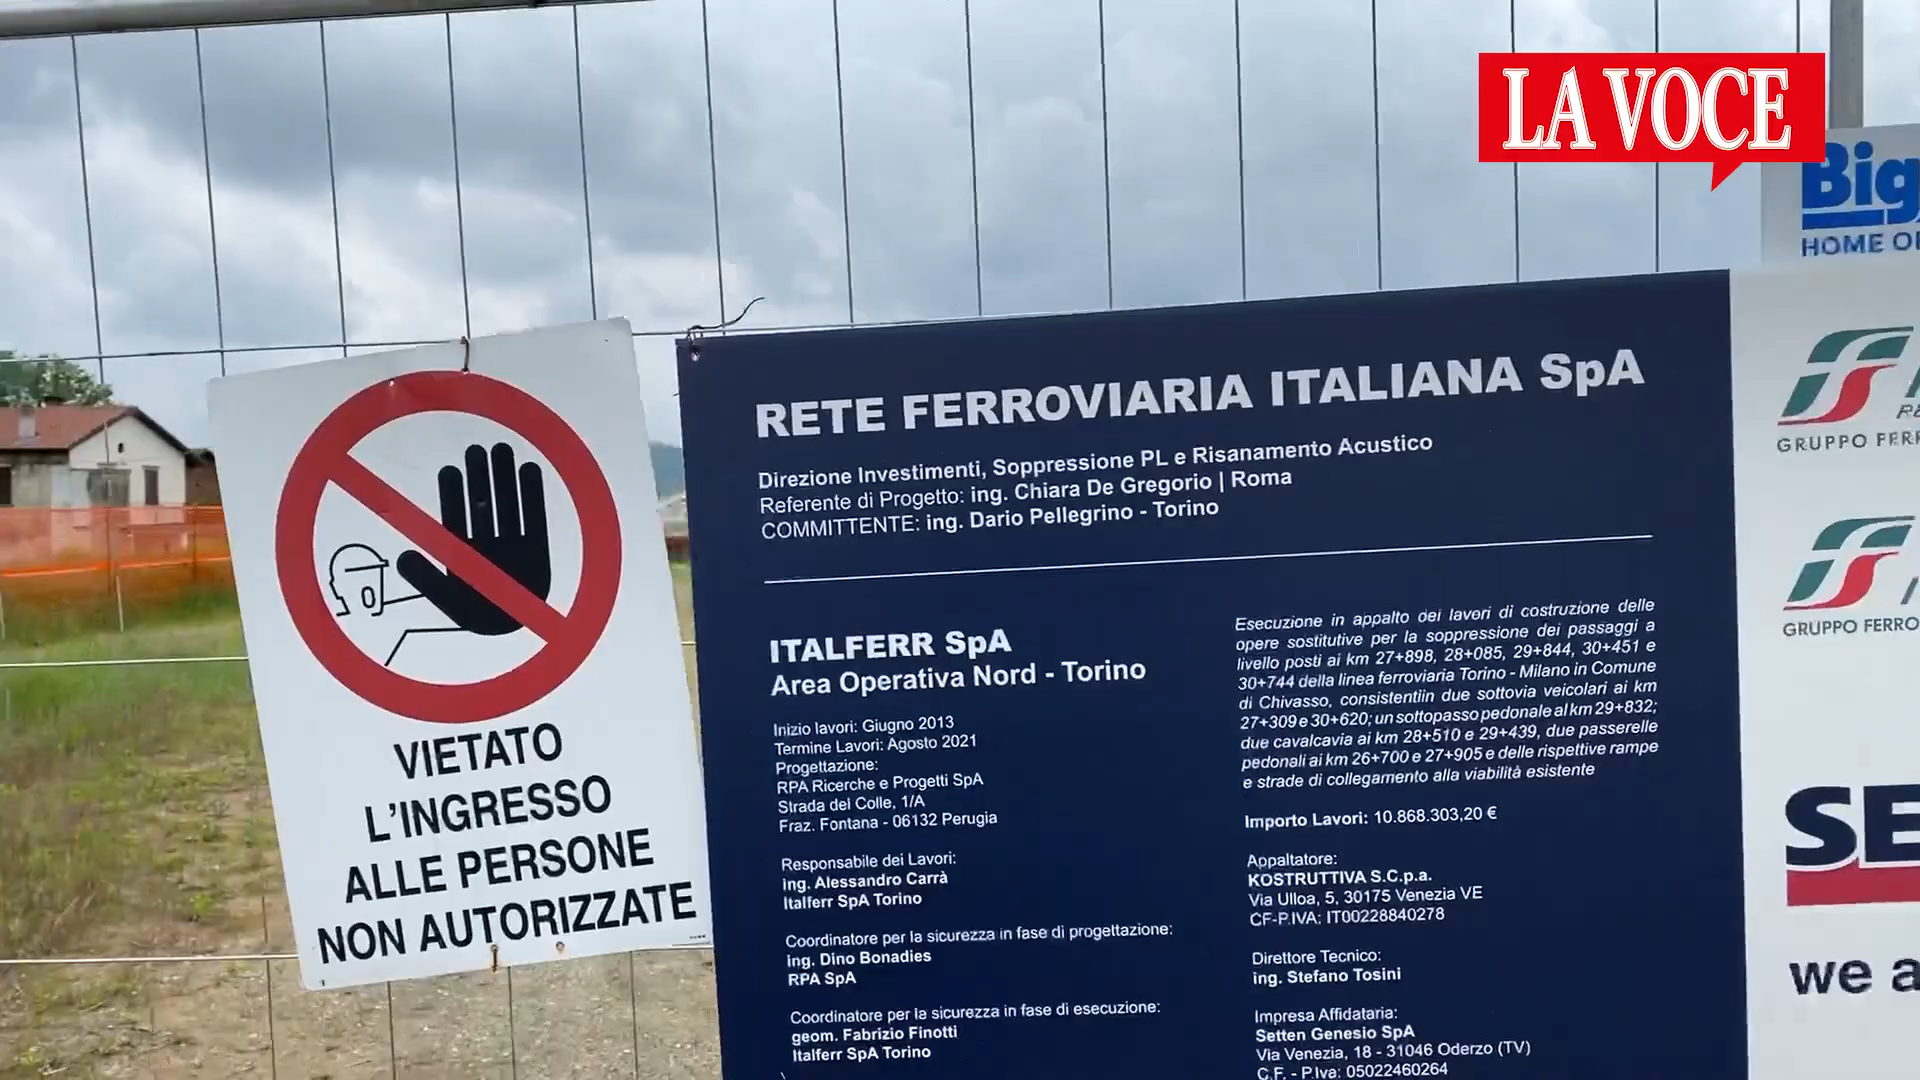 LA VOCE
Big
HOME
VIETATO
L'INGRESSO
ALLE PERSONE
NON AUTORIZZATE
RETE FERROVIARIA ITALIANA SpA
Direzione Investimenti, Soppressione PL e Risanamento Acustico
Referente di Progetto: ing. Chiara De Gregorio | Roma
COMMITTENTE: ing. Dario Pellegrino - Torino
ITALFERR SpA
Area Operativa Nord - Torino
Inizio lavori: Giugno 2013
Termine Lavori: Agosto 2021
Progettazione:
RPA Ricerche e Progetti SpA
Strada del Colle, 1/A
Fraz. Fontana - 06132 Perugia
Responsabile dei Lavori:
ing. Alessandro Carrà
Italferr SpA Torino
Coordinatore per la sicurezza in fase di progettazione:
ing. Dino Bonadies
RPA SpA
Coordinatore per la sicurezza in fase di esecuzione:
geom. Fabrizio Finotti
Italferr SpA Torino
Esecuzione in appalto dei lavori di costruzione delle
opere sostitutive per la soppressione dei passaggi a
livello posti ai km 27+898, 28+085, 29+844, 30+451 e
30+744 della linea ferroviaria Torino - Milano in Comune
di Chivasso, consistentiin due sottovia veicolari ai km
27+309 e 30+620; un sottopasso pedonale al km 29+832;
due cavalcavia ai km 28+510 e 29+439, due passerelle
pedonali ai km 26+700 e 27+905 e delle rispettive rampe
e strade di collegamento alla viabilità esistente
Importo Lavori: 10.868.303,20 €
Appaltatore:
KOSTRUTTIVA S.C.p.a.
Via Ulloa, 5, 30175 Venezia VE
CF-P.IVA: IT00228840278
Direttore Tecnico:
ing. Stefano Tosini
Impresa Affidataria:
Setten Genesio SpA
Via Venezia, 18 - 31046 Oderzo (TV)
C.F. - P.Iva: 05022460264
GRUPPO FERR
GRUPPO FERRO
SE
we a